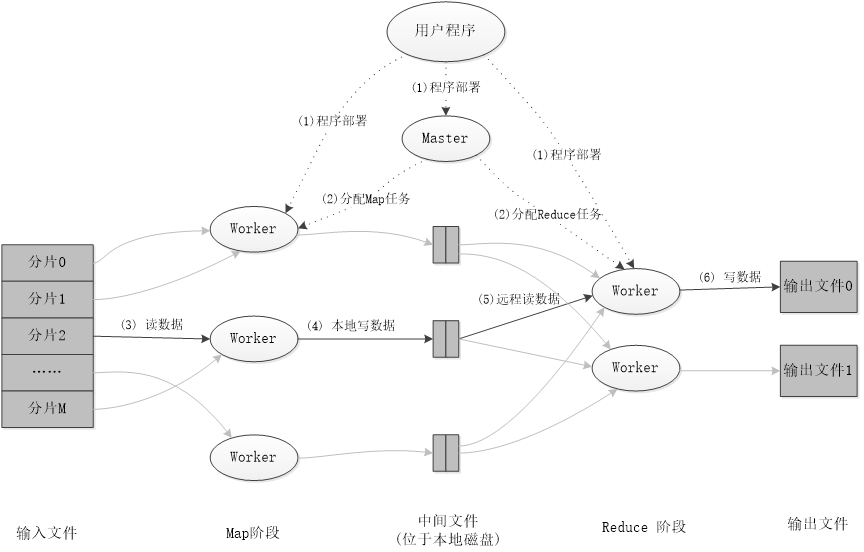 用户程序
(1)程序部署
(1)程序部署
Master
(1)程序部署
(2)分配Map任务
(2)分配Reduce任务
Worker
分片0
分片1
分片2
……
分片M
(3) 读数据
Worker
(4) 本地写数据
(5)远程读数据
Worker
(6) 写数据
输出文件0
Worker
输出文件1
Worker
输入文件
Map阶段
中间文件
(位于本地磁盘)
Reduce 阶段
输出文件